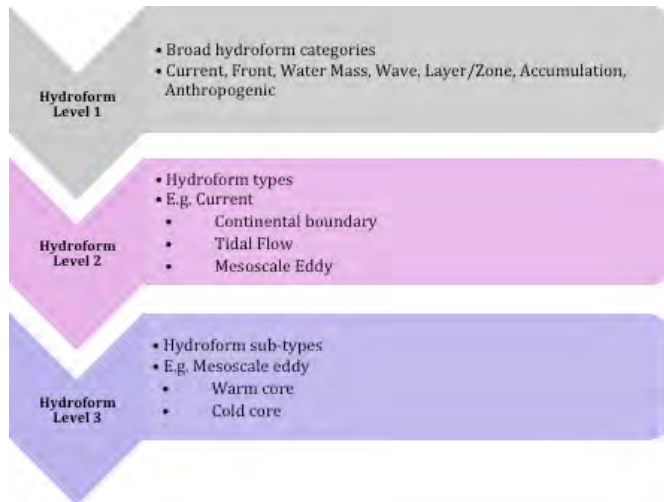 Hydroform
Level 1
• Broad hydroform categories
• Current, Front, Water Mass, Wave, Layer/Zone, Accumulation,
Anthropogenic
Hydroform
Level 2
• Hydroform types
• E.g. Current
• Continental boundary
• Tidal Flow
• Mesoscale Eddy
Hydroform
Level 3
• Hydroform sub-types
• E.g. Mesoscale eddy
• Warm core
• Cold core